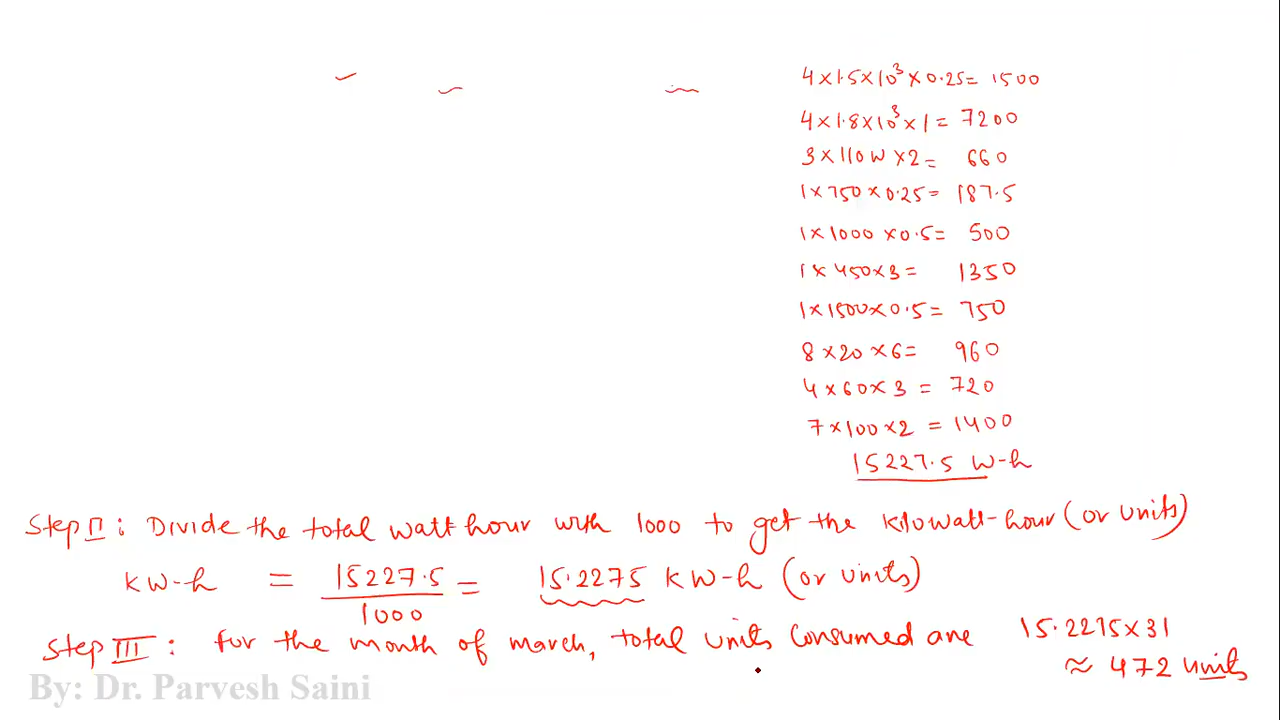 4×1.5×10³×0.25= 1500
4×1.8×10³×1= 7200
3×110W×2= 660
1×750×0.25= 187.5
1×1000×0.5= 500
1×450×3= 1350
1×1500×0.5= 750
8×20×6= 960
4×60×3= 720
7×100×2=1400
15227.5 W-h
Step II: Divide the total watt hour with 1000 to get the kilowatt-hour (or units)
KW-h = 15227.5/1000 = 15.2275 KW-h (or units)
Step III: For the month of march, total units consumed are 15.2275×31
≈ 472 units
By: Dr. Parvesh Saini